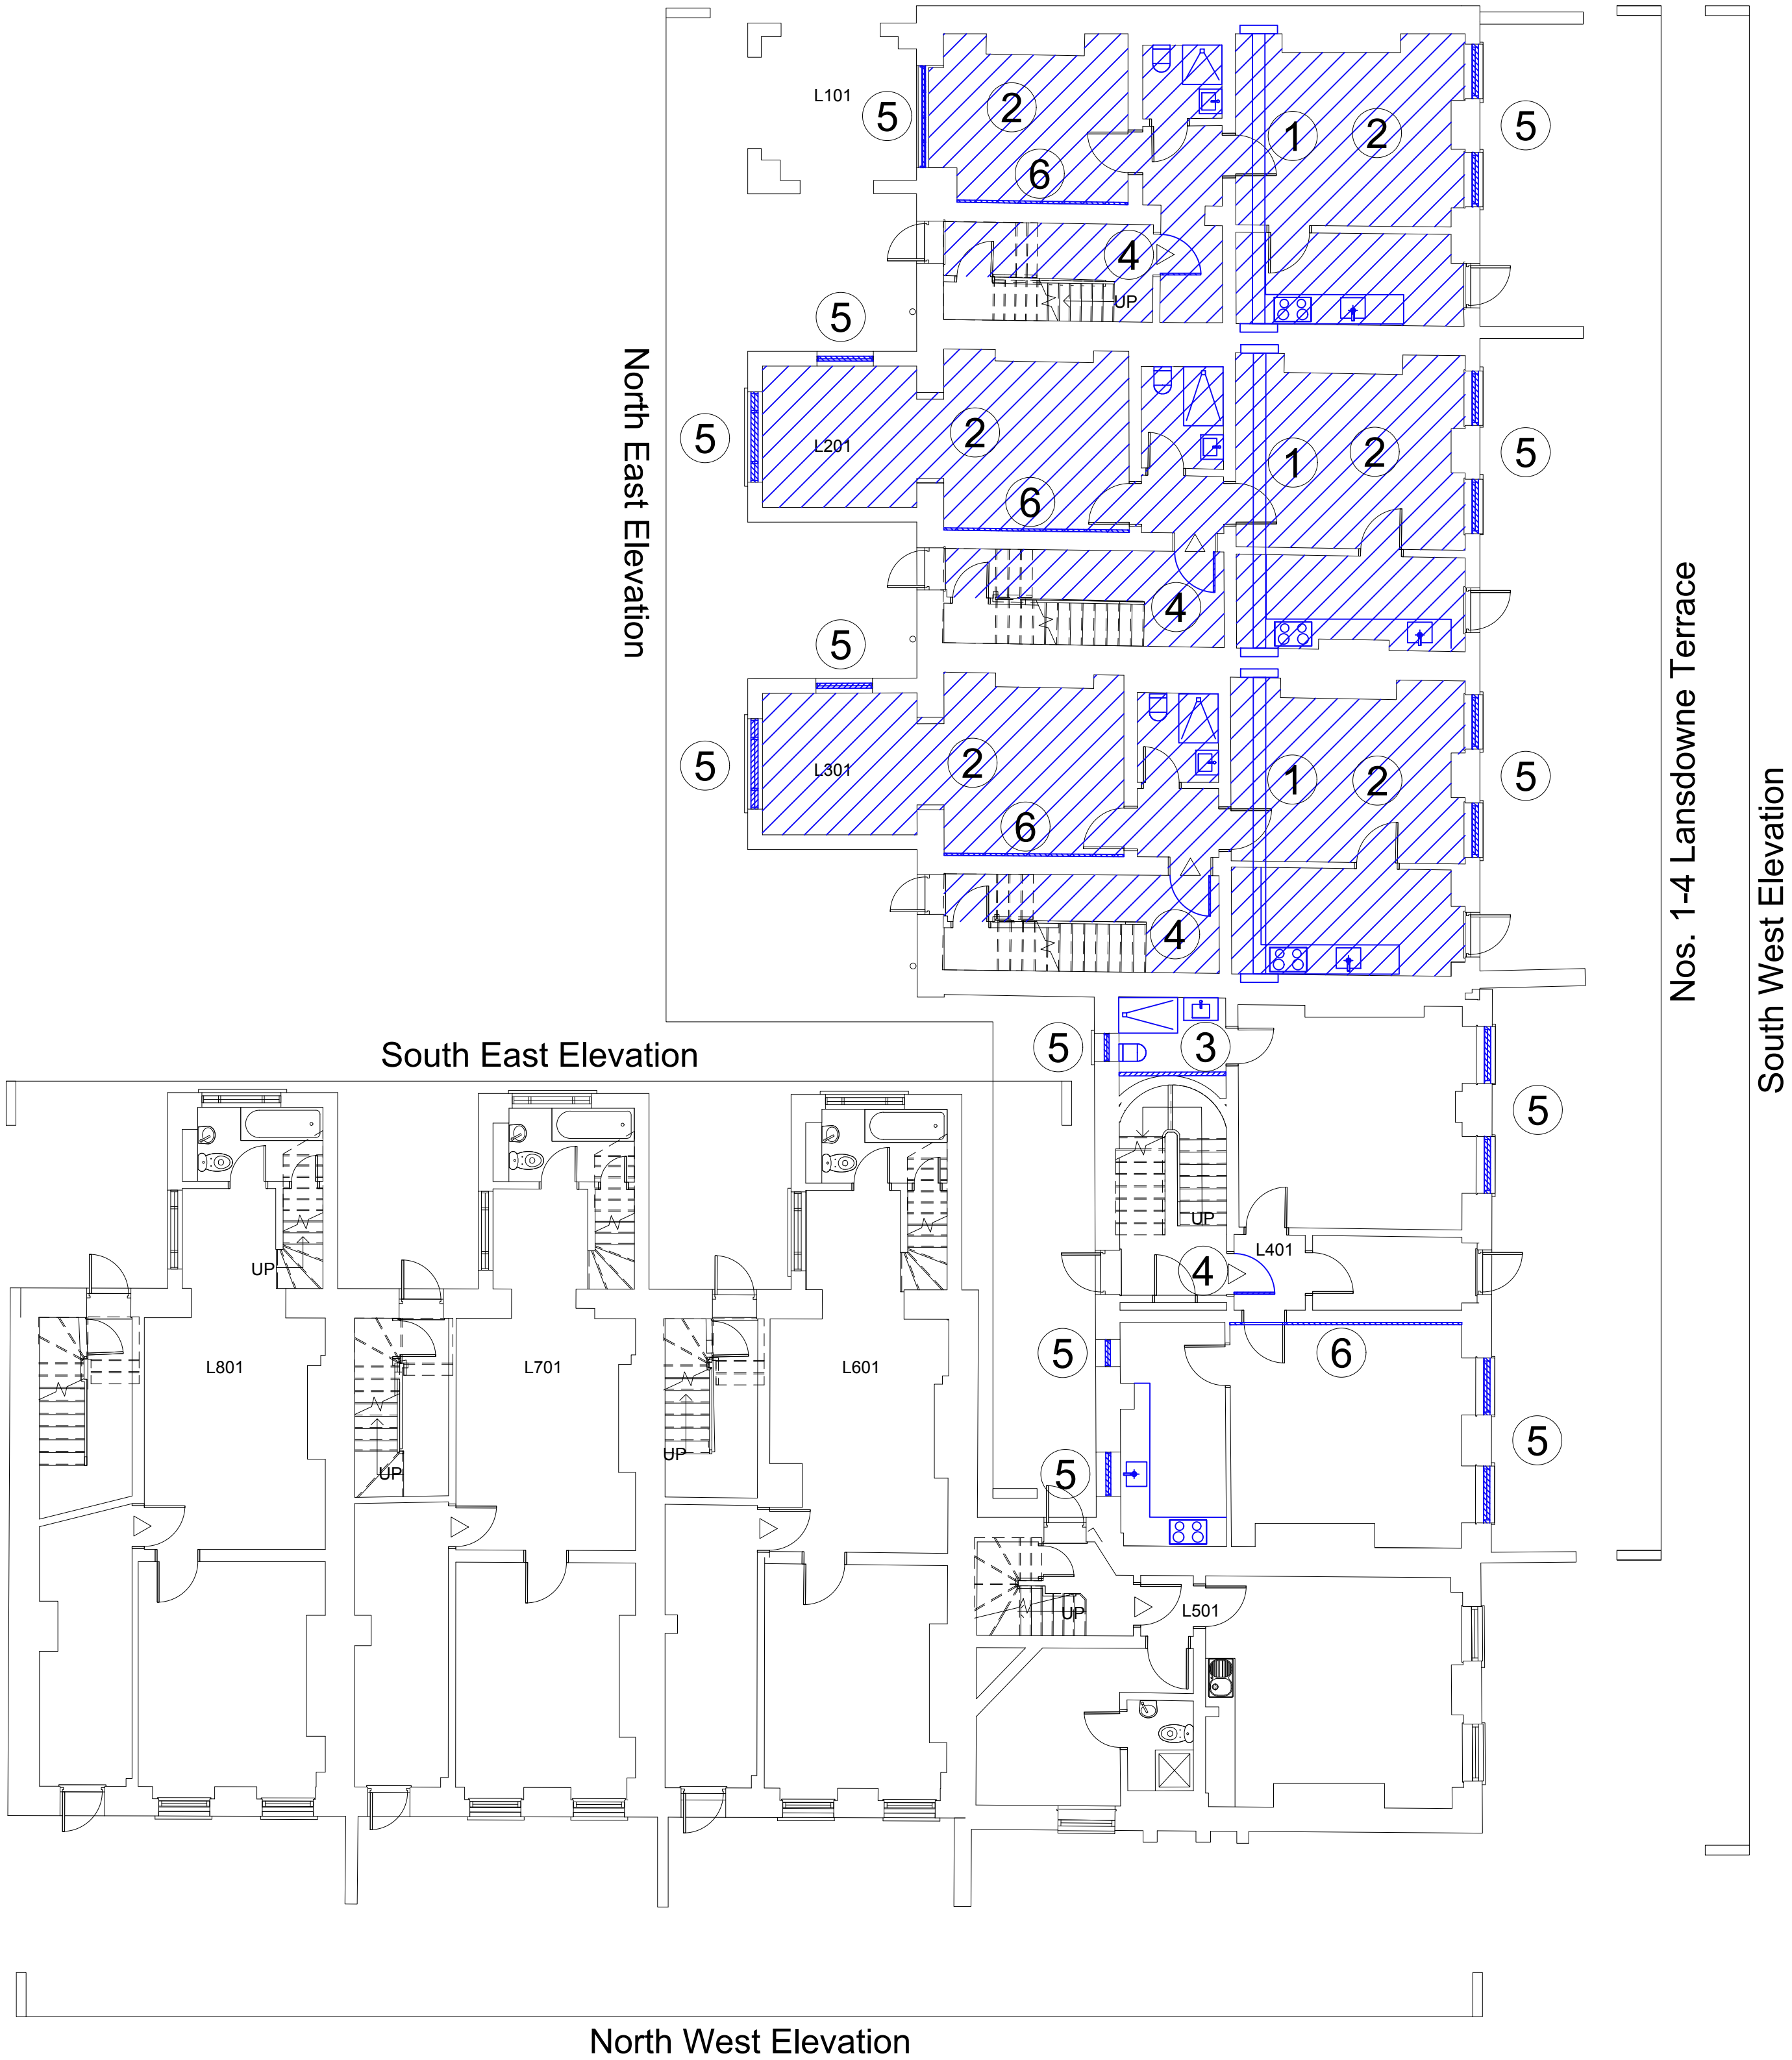 L101
2
5
1
2
5
6
4
UP
5
North East Elevation
5
L201
2
1
2
5
6
4
5
5
L301
2
1
2
5
6
4
Nos. 1-4 Lansdowne Terrace
South West Elevation
South East Elevation
5
3
5
UP
L401
4
UP
5
6
L801
L701
L601
5
5
UP
UP
UP
L501
North West Elevation